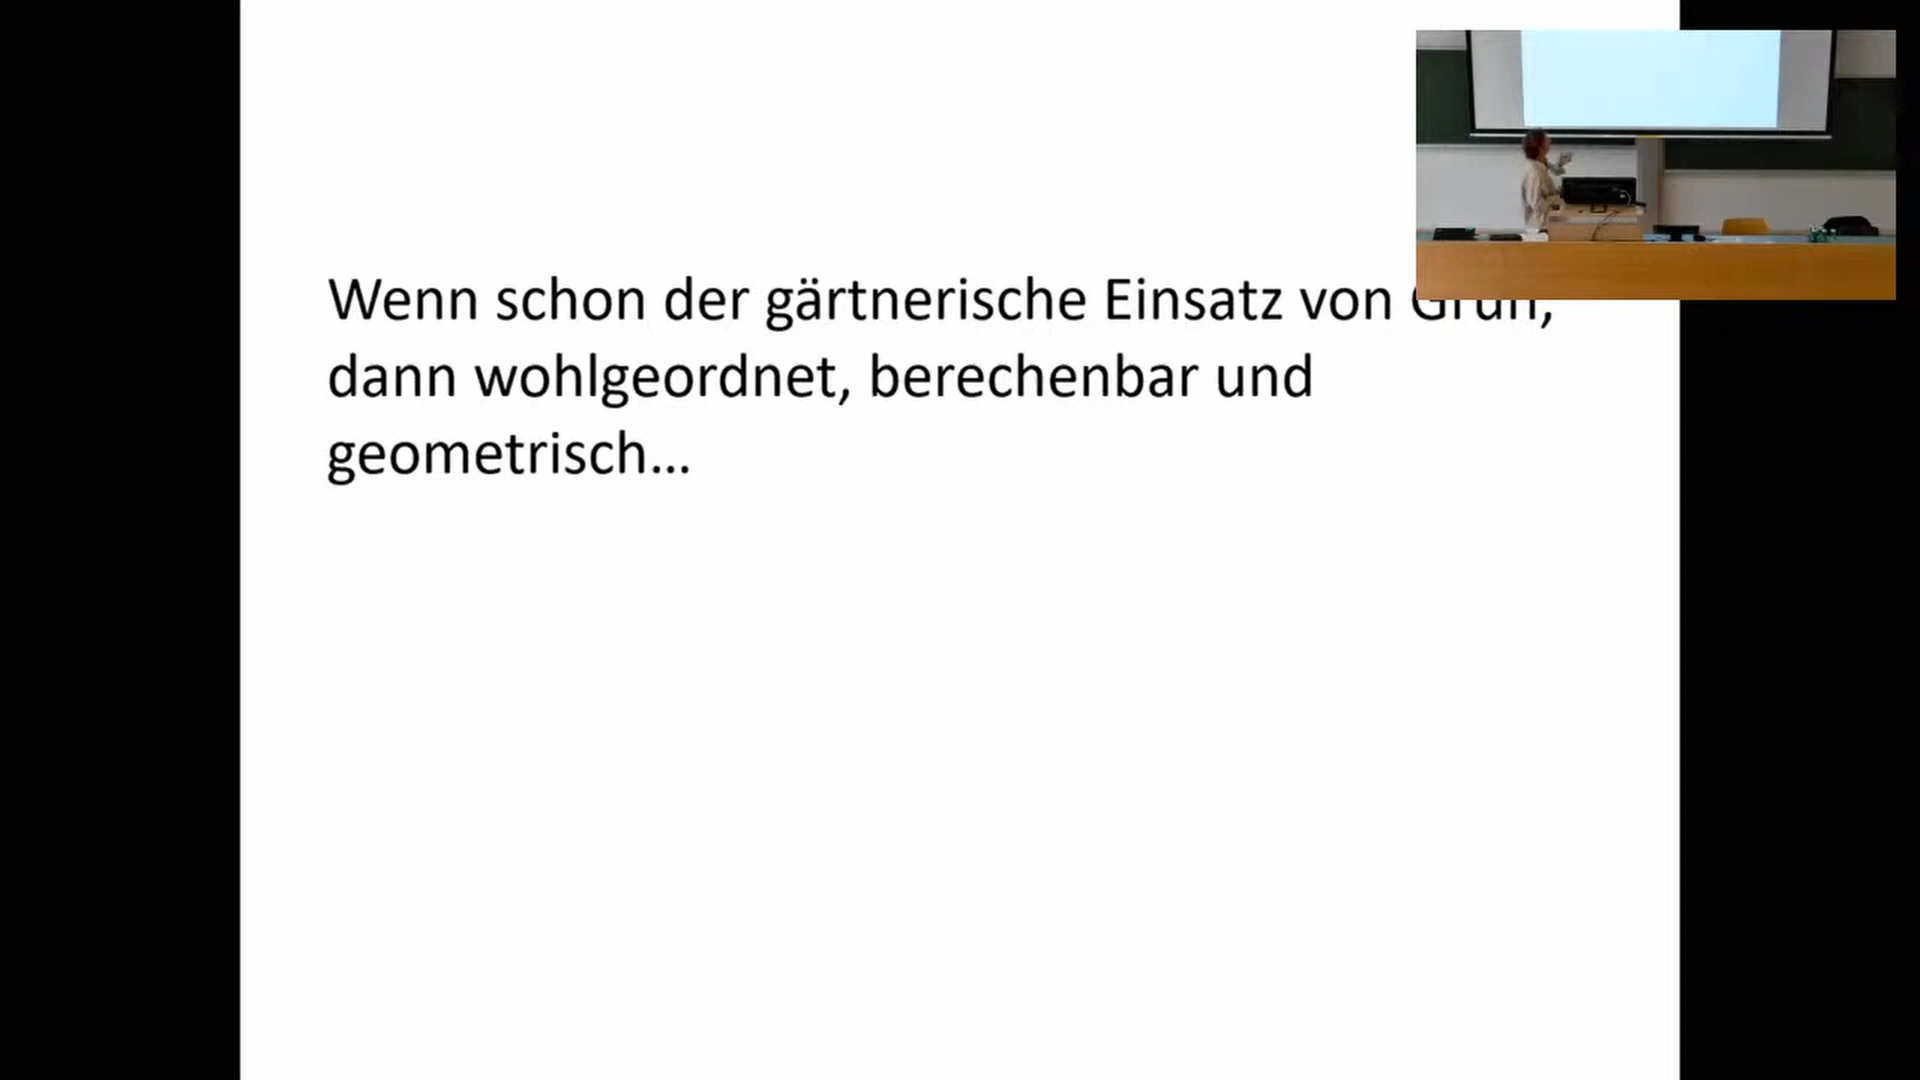 Wenn schon der gärtnerische Einsatz von Grün,
dann wohlgeordnet, berechenbar und
geometrisch...